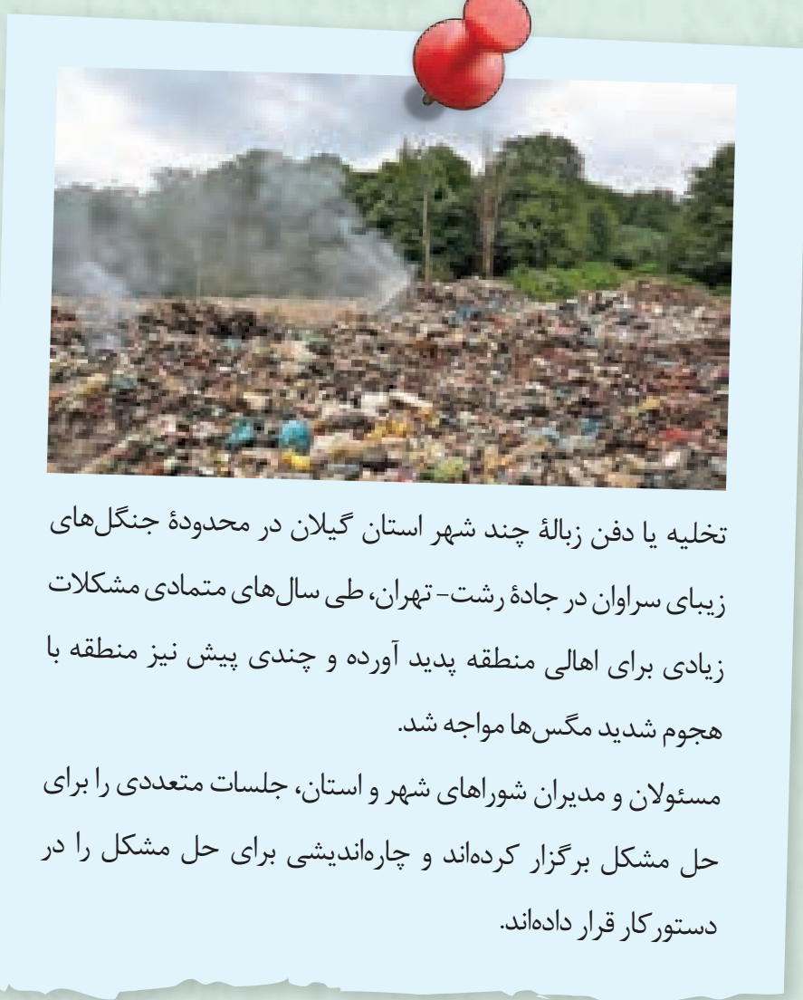 تخلیه یا دفن زبالهٔ چند شهر استان گیلان در محدودهٔ جنگل‌های
زیبای سراوان در جادهٔ رشت- تهران، طی سال‌های متمادی مشکلات
زیادی برای اهالی منطقه پدید آورده و چندی پیش نیز منطقه با
هجوم شدید مگس‌ها مواجه شد.
مسئولان و مدیران شوراهای شهر و استان، جلسات متعددی را برای
حل مشکل برگزار کرده‌اند و چاره‌اندیشی برای حل مشکل را در
دستور کار قرار داده‌اند.